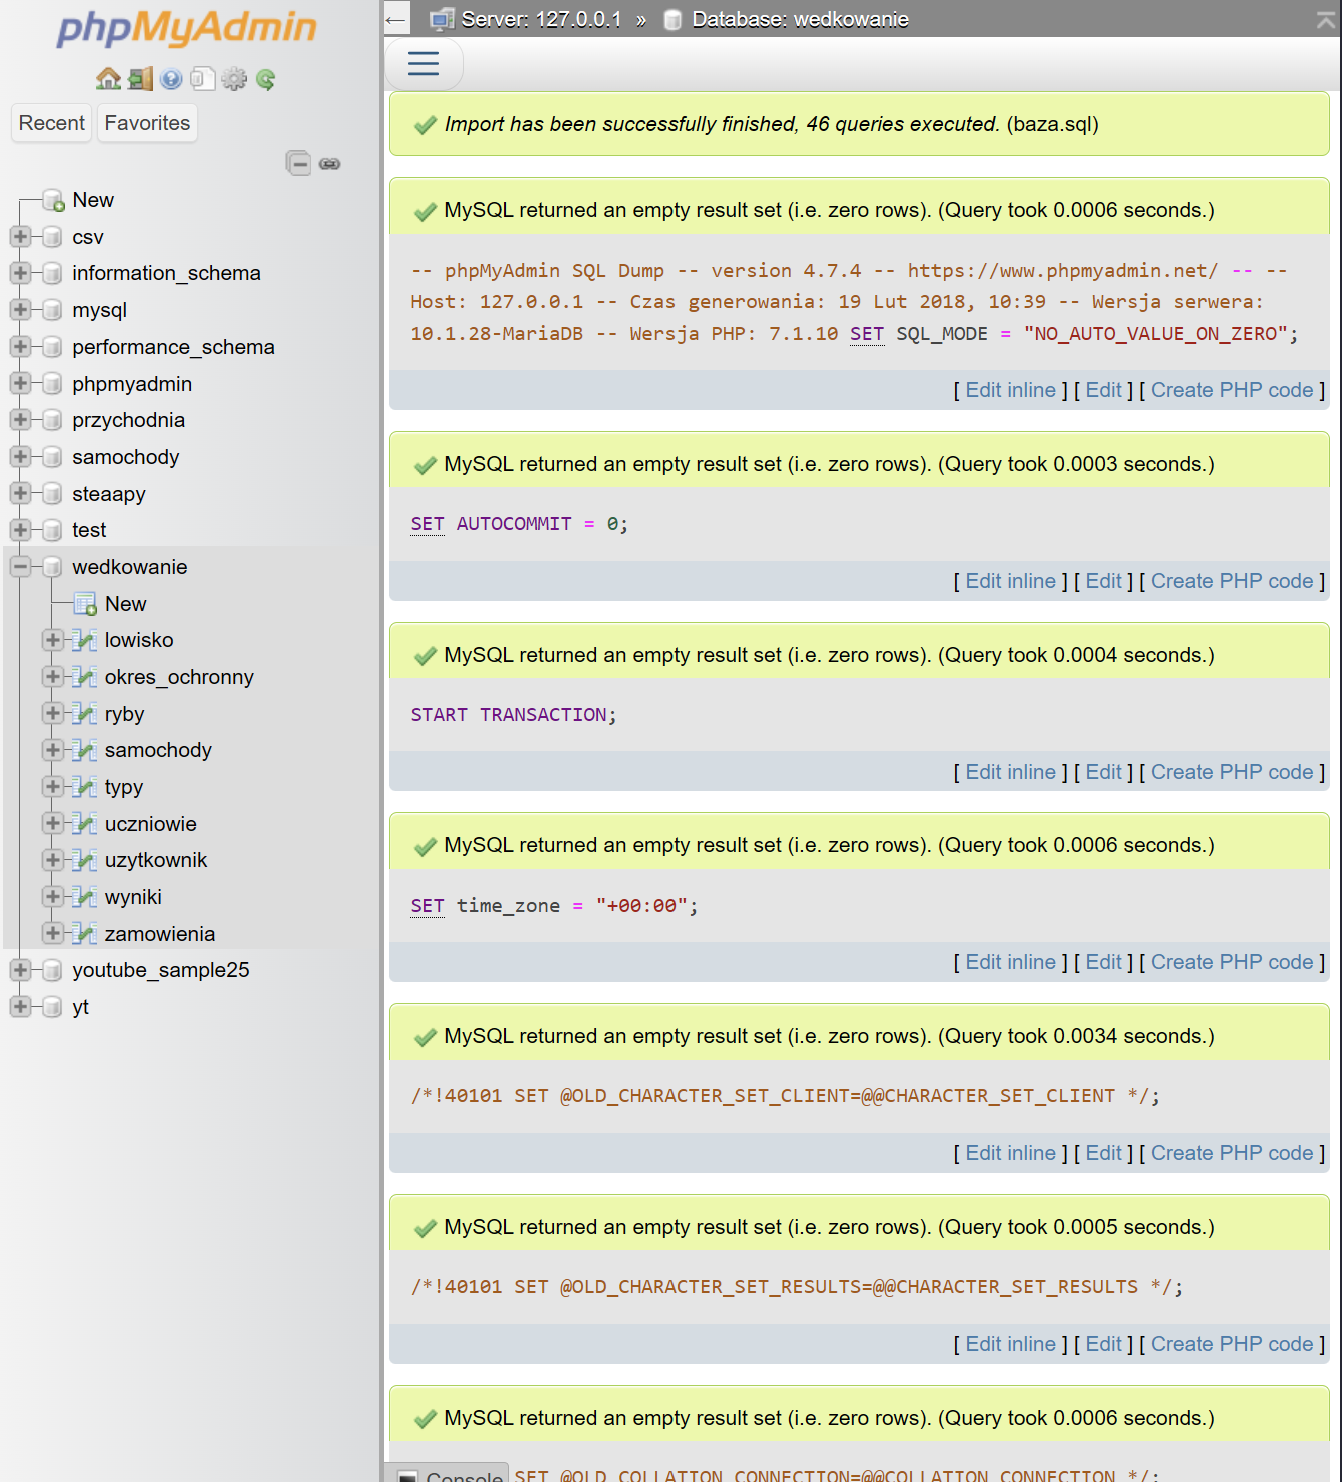 phpMyAdmin
Recent
Favorites
New
csv
information_schema
mysql
performance_schema
phpmyadmin
przychodnia
samochody
steaapy
test
wedkowanie
New
lowisko
okres_ochronny
ryby
samochody
typy
uczniowie
uzytkownik
wyniki
zamowienia
youtube_sample25
yt
← Server: 127.0.0.1 » Database: wedkowanie
Import has been successfully finished, 46 queries executed. (baza.sql)
MySQL returned an empty result set (i.e. zero rows). (Query took 0.0006 seconds.)
-- phpMyAdmin SQL Dump -- version 4.7.4 -- https://www.phpmyadmin.net/ -- --
Host: 127.0.0.1 -- Czas generowania: 19 Lut 2018, 10:39 -- Wersja serwera:
10.1.28-MariaDB -- Wersja PHP: 7.1.10 SET SQL_MODE = "NO_AUTO_VALUE_ON_ZERO";
[ Edit inline ] [ Edit ] [ Create PHP code ]
MySQL returned an empty result set (i.e. zero rows). (Query took 0.0003 seconds.)
SET AUTOCOMMIT = 0;
[ Edit inline ] [ Edit ] [ Create PHP code ]
MySQL returned an empty result set (i.e. zero rows). (Query took 0.0004 seconds.)
START TRANSACTION;
[ Edit inline ] [ Edit ] [ Create PHP code ]
MySQL returned an empty result set (i.e. zero rows). (Query took 0.0006 seconds.)
SET time_zone = "+00:00";
[ Edit inline ] [ Edit ] [ Create PHP code ]
MySQL returned an empty result set (i.e. zero rows). (Query took 0.0034 seconds.)
/*!40101 SET @OLD_CHARACTER_SET_CLIENT=@@CHARACTER_SET_CLIENT */;
[ Edit inline ] [ Edit ] [ Create PHP code ]
MySQL returned an empty result set (i.e. zero rows). (Query took 0.0005 seconds.)
/*!40101 SET @OLD_CHARACTER_SET_RESULTS=@@CHARACTER_SET_RESULTS */;
[ Edit inline ] [ Edit ] [ Create PHP code ]
MySQL returned an empty result set (i.e. zero rows). (Query took 0.0006 seconds.)
Console SET @OLD_COLLATION_CONNECTION=@@COLLATION_CONNECTION */;